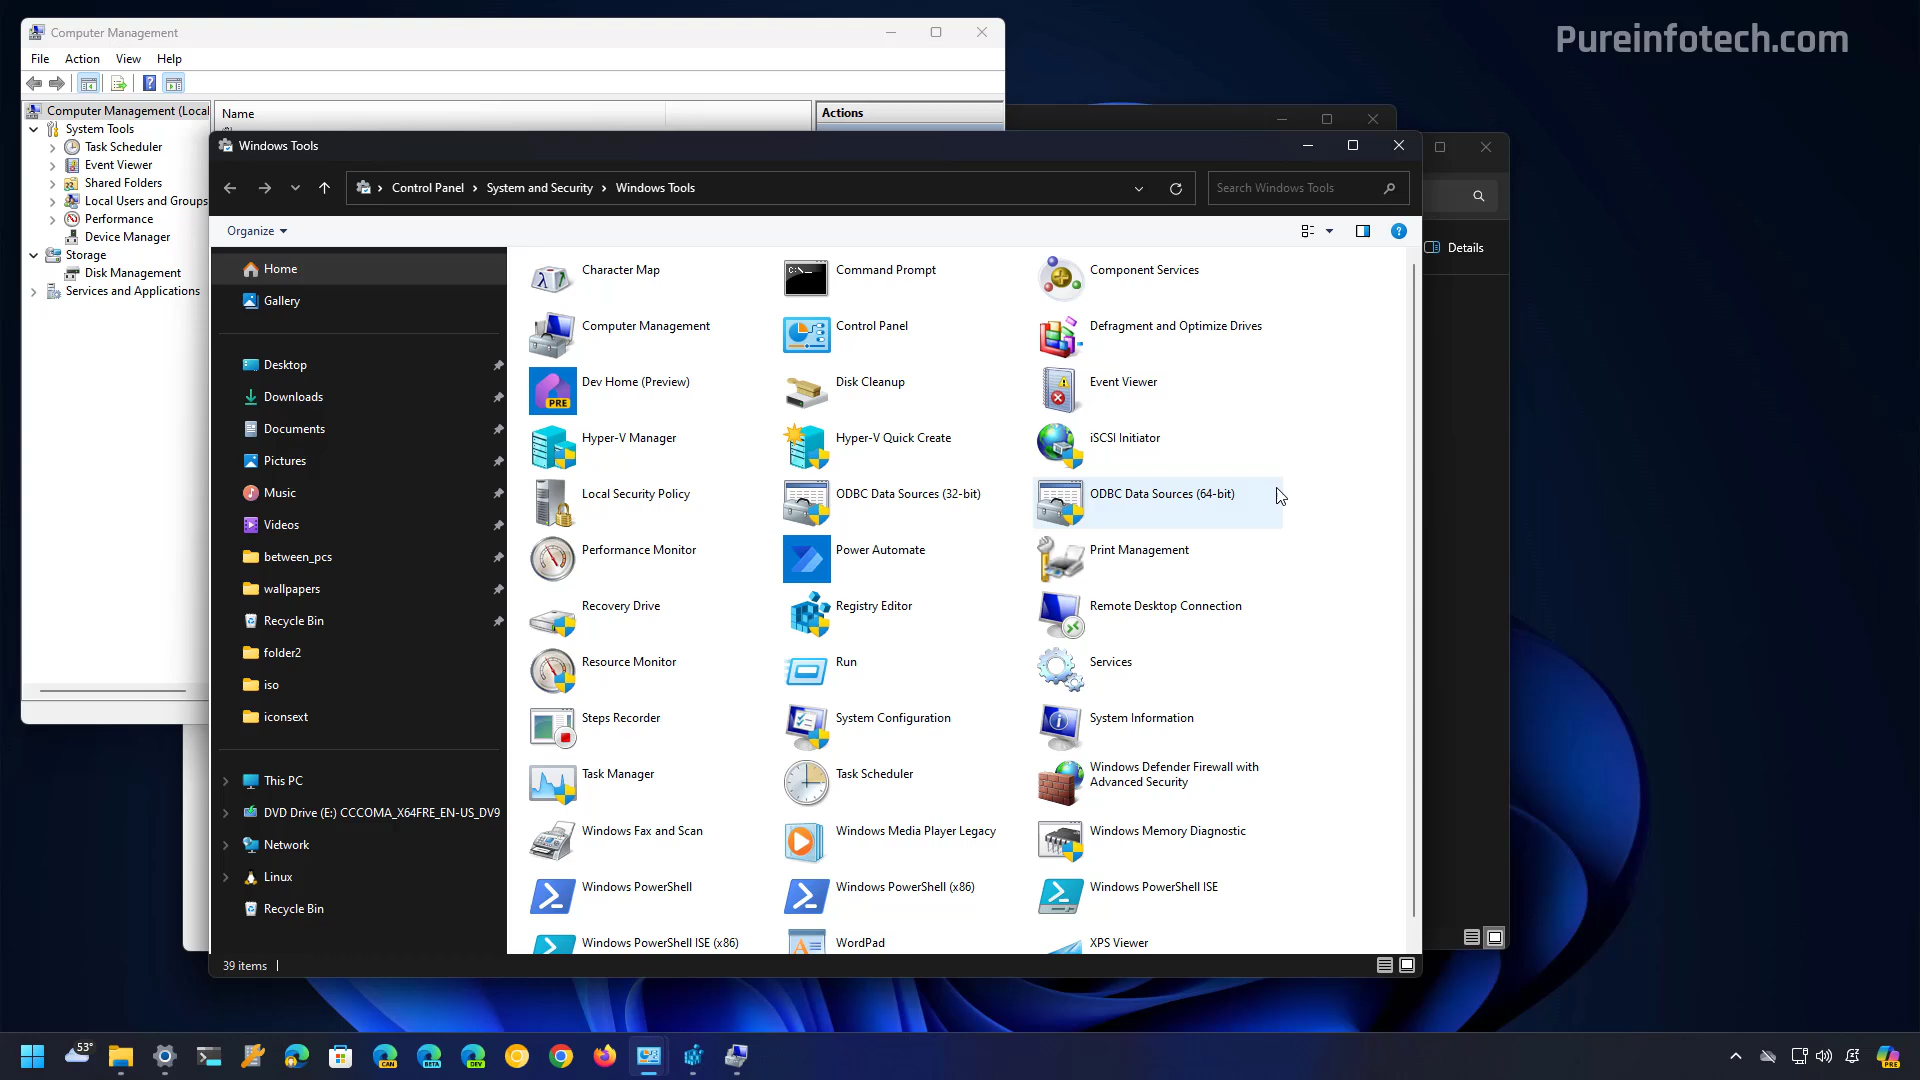 Pureinfotech.com
Computer Management
File Action View Help
Computer Management (Local
Name
Actions
System Tools
Task Scheduler
Event Viewer
Shared Folders
Local Users and Groups
Performance
Device Manager
Storage
Disk Management
Services and Applications
Windows Tools
Control Panel > System and Security > Windows Tools
Search Windows Tools
Organize
Details
Home
Gallery
Desktop
Downloads
Documents
Pictures
Music
Videos
between_pcs
wallpapers
Recycle Bin
folder2
iso
iconsext
This PC
DVD Drive (E:) CCCOMA_X64FRE_EN-US_DV9
Network
Linux
Recycle Bin
Character Map
Command Prompt
C:\_
Component Services
Computer Management
Control Panel
Defragment and Optimize Drives
Dev Home (Preview)
PRE
Disk Cleanup
Event Viewer
Hyper-V Manager
Hyper-V Quick Create
iSCSI Initiator
Local Security Policy
ODBC Data Sources (32-bit)
ODBC Data Sources (64-bit)
Performance Monitor
Power Automate
Print Management
Recovery Drive
Registry Editor
Remote Desktop Connection
Resource Monitor
Run
Services
Steps Recorder
System Configuration
System Information
Task Manager
Task Scheduler
Windows Defender Firewall with
Advanced Security
Windows Fax and Scan
Windows Media Player Legacy
Windows Memory Diagnostic
Windows PowerShell
Windows PowerShell (x86)
Windows PowerShell ISE
Windows PowerShell ISE (x86)
WordPad
XPS Viewer
39 items
53°
CAN
BETA
DEV
PRE